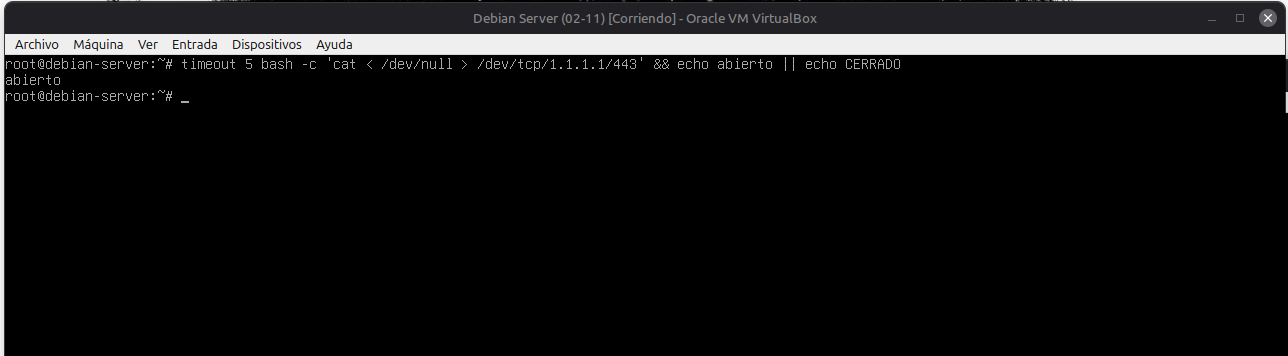 Debian Server (02-11) [Corriendo] - Oracle VM VirtualBox
Archivo Máquina Ver Entrada Dispositivos Ayuda
root@debian-server:~# timeout 5 bash -c 'cat < /dev/null > /dev/tcp/1.1.1.1/443' && echo abierto || echo CERRADO
abierto
root@debian-server:~# _